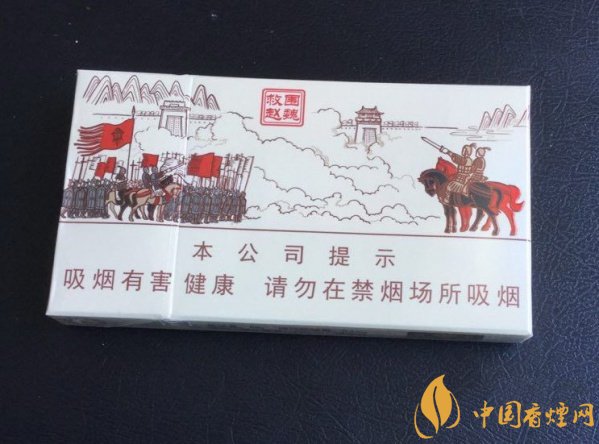 围魏
救赵
本公司提示
吸烟有害健康 请勿在禁烟场所吸烟
中国香烟网